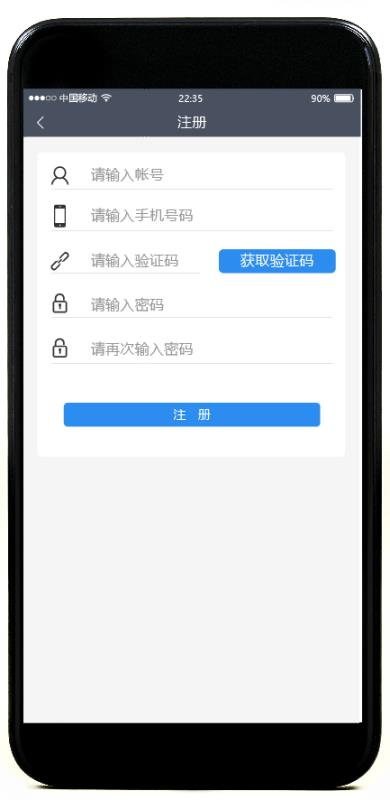 中国移动 22:35 90%
注册
请输入帐号
请输入手机号码
请输入验证码 获取验证码
请输入密码
请再次输入密码
注 册